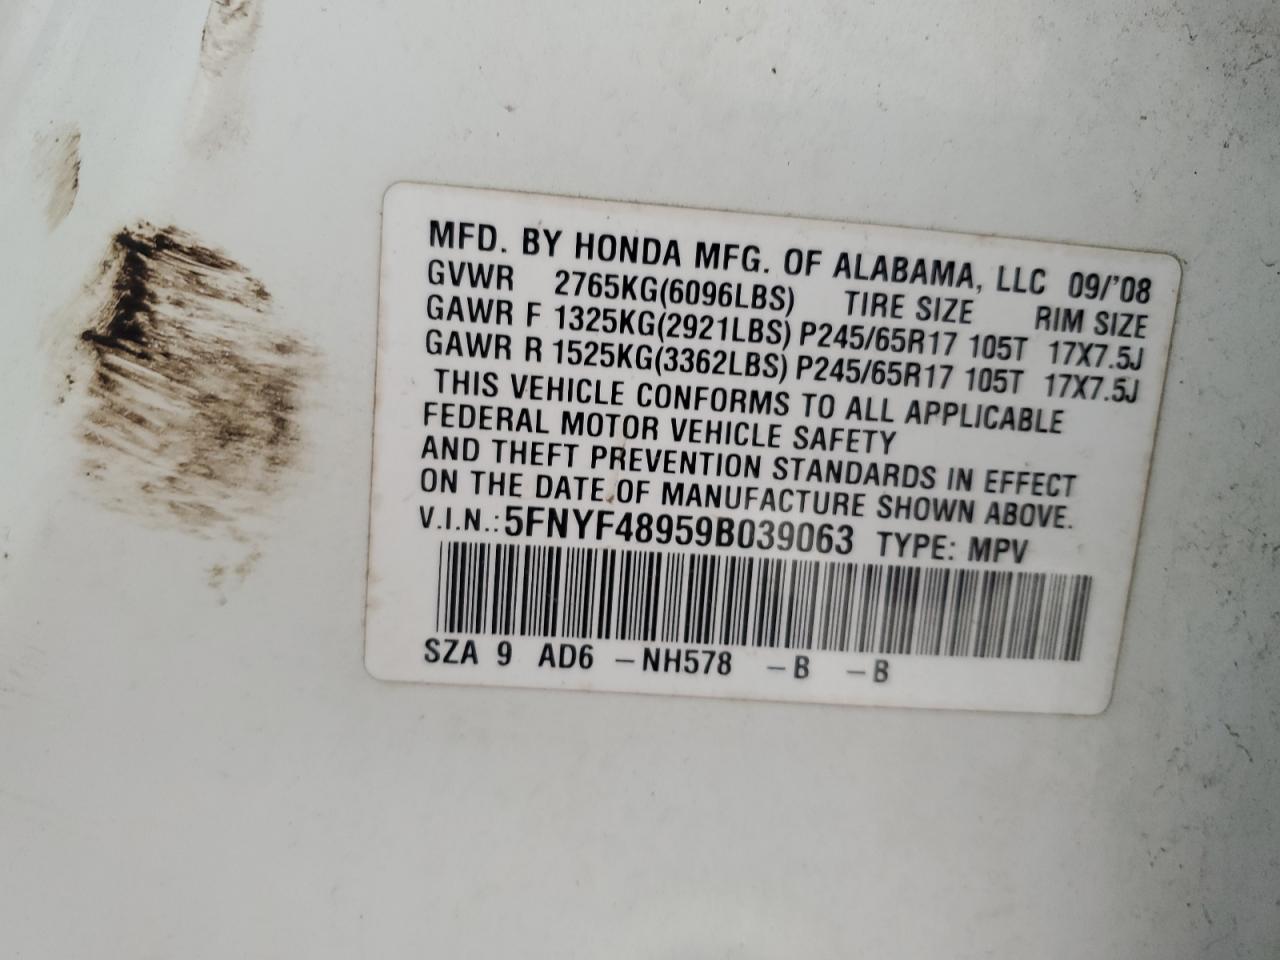 MFD. BY HONDA MFG. OF ALABAMA, LLC 09/'08
GVWR 2765KG(6096LBS) TIRE SIZE RIM SIZE
GAWR F 1325KG(2921LBS) P245/65R17 105T 17X7.5J
GAWR R 1525KG(3362LBS) P245/65R17 105T 17X7.5J
THIS VEHICLE CONFORMS TO ALL APPLICABLE
FEDERAL MOTOR VEHICLE SAFETY
AND THEFT PREVENTION STANDARDS IN EFFECT
ON THE DATE OF MANUFACTURE SHOWN ABOVE.
V.I.N.: 5FNYF48959B039063 TYPE: MPV
SZA 9 AD6 -NH578 -B -B